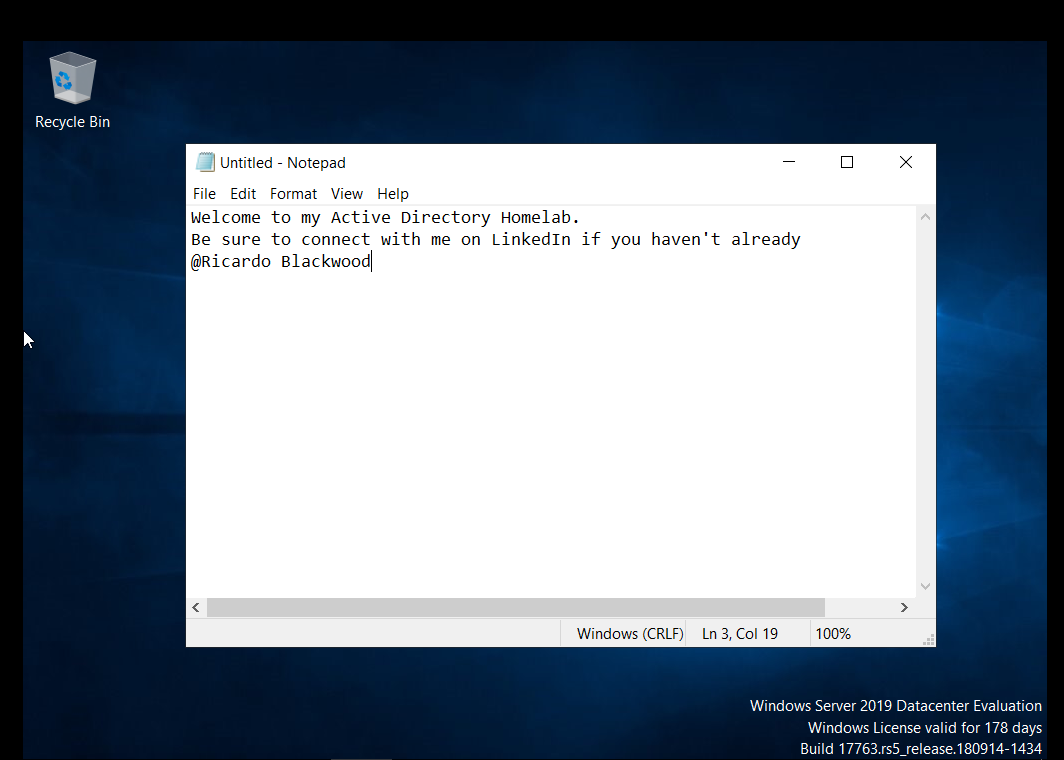 Recycle Bin
Untitled - Notepad
File Edit Format View Help
Welcome to my Active Directory Homelab.
Be sure to connect with me on LinkedIn if you haven't already
@Ricardo Blackwood
Windows (CRLF) Ln 3, Col 19 100%
Windows Server 2019 Datacenter Evaluation
Windows License valid for 178 days
Build 17763.rs5_release.180914-1434